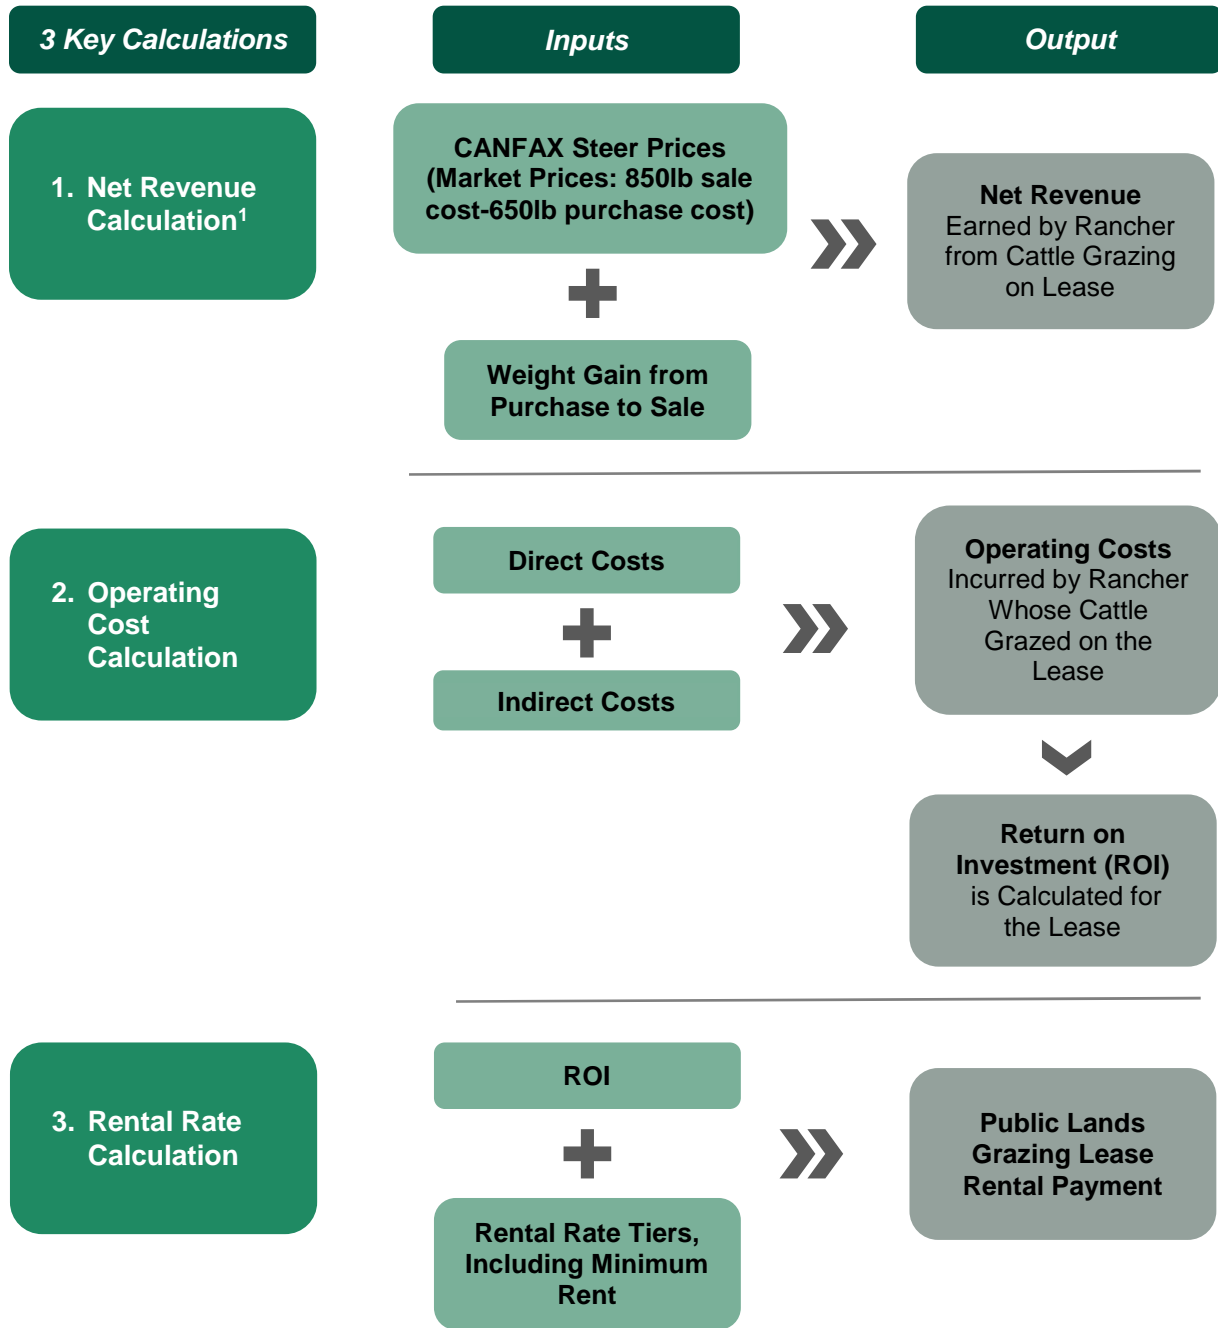 3 Key Calculations
Inputs
Output
1. Net Revenue
Calculation1
CANFAX Steer Prices
(Market Prices: 850lb sale
cost-650lb purchase cost)
Weight Gain from
Purchase to Sale
Net Revenue
Earned by Rancher
from Cattle Grazing
on Lease
2. Operating
Cost
Calculation
Direct Costs
Indirect Costs
Operating Costs
Incurred by Rancher
Whose Cattle
Grazed on the
Lease
Return on
Investment (ROI)
is Calculated for
the Lease
3. Rental Rate
Calculation
ROI
Rental Rate Tiers,
Including Minimum
Rent
Public Lands
Grazing Lease
Rental Payment